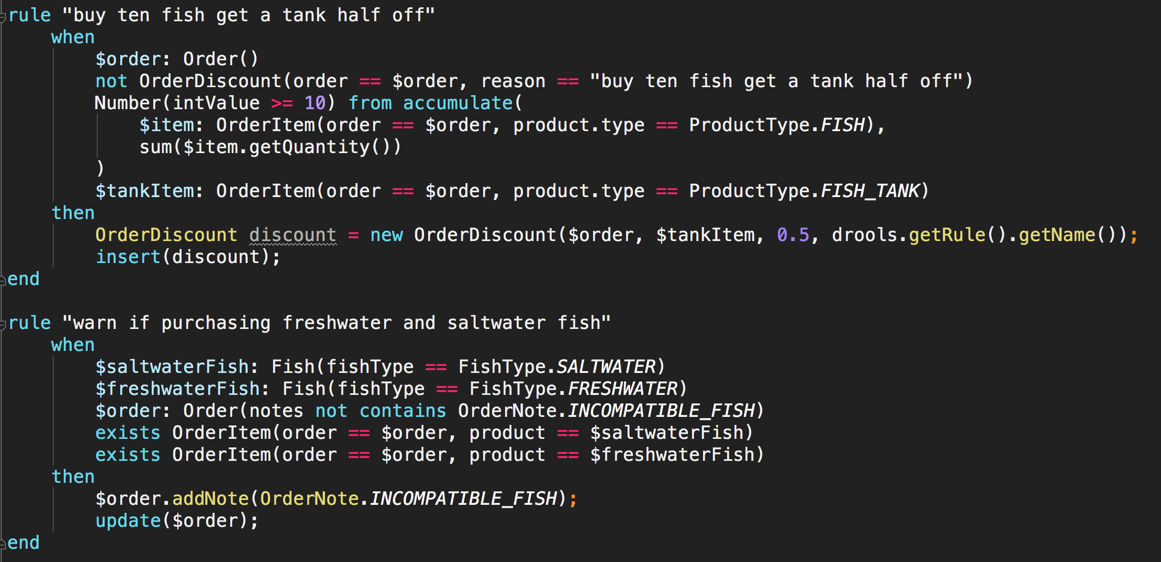 rule "buy ten fish get a tank half off"
    when
        $order: Order()
        not OrderDiscount(order == $order, reason == "buy ten fish get a tank half off")
        Number(intValue >= 10) from accumulate(
            $item: OrderItem(order == $order, product.type == ProductType.FISH),
            sum($item.getQuantity())
        )
        $tankItem: OrderItem(order == $order, product.type == ProductType.FISH_TANK)
    then
        OrderDiscount discount = new OrderDiscount($order, $tankItem, 0.5, drools.getRule().getName());
        insert(discount);
end

rule "warn if purchasing freshwater and saltwater fish"
    when
        $saltwaterFish: Fish(fishType == FishType.SALTWATER)
        $freshwaterFish: Fish(fishType == FishType.FRESHWATER)
        $order: Order(notes not contains OrderNote.INCOMPATIBLE_FISH)
        exists OrderItem(order == $order, product == $saltwaterFish)
        exists OrderItem(order == $order, product == $freshwaterFish)
    then
        $order.addNote(OrderNote.INCOMPATIBLE_FISH);
        update($order);
end